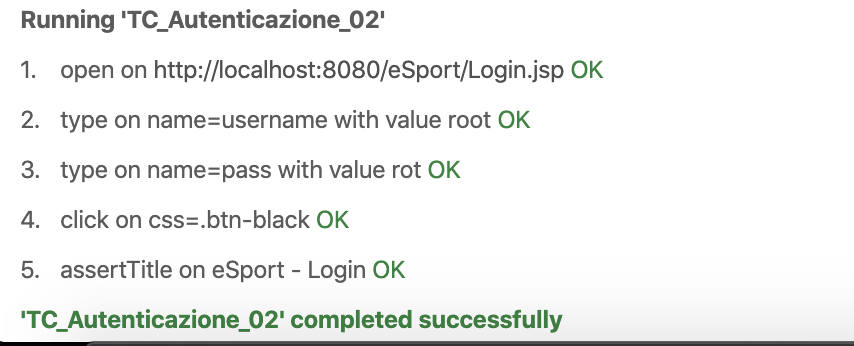 Running 'TC_Autenticazione_02'
1. open on http://localhost:8080/eSport/Login.jsp OK
2. type on name=username with value root OK
3. type on name=pass with value rot OK
4. click on css=.btn-black OK
5. assertTitle on eSport - Login OK
'TC_Autenticazione_02' completed successfully